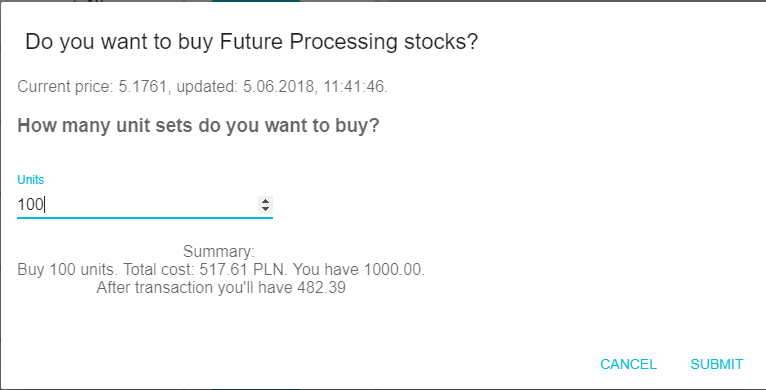 Do you want to buy Future Processing stocks?
Current price: 5.1761, updated: 5.06.2018, 11:41:46.
How many unit sets do you want to buy?
Units
100
Summary:
Buy 100 units. Total cost: 517.61 PLN. You have 1000.00.
After transaction you'll have 482.39
CANCEL SUBMIT